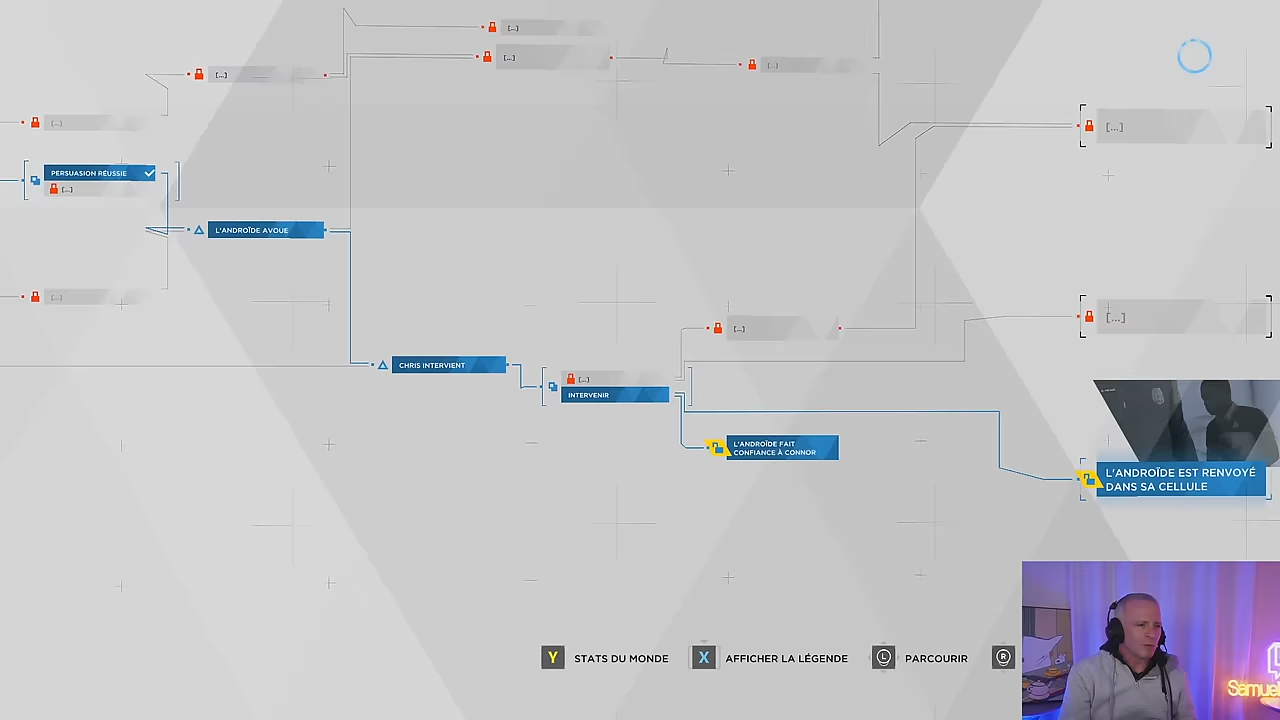 [...]
[...]
[...]
[...]
[...]
[...]
PERSUASION RÉUSSIE
[...]
L'ANDROÏDE AVOUE
[...]
[...]
[...]
CHRIS INTERVIENT
[...]
INTERVENIR
L'ANDROÏDE FAIT
CONFIANCE À CONNOR
L'ANDROÏDE EST RENVOYÉ
DANS SA CELLULE
Y STATS DU MONDE
X AFFICHER LA LÉGENDE
L PARCOURIR
R
Samuel